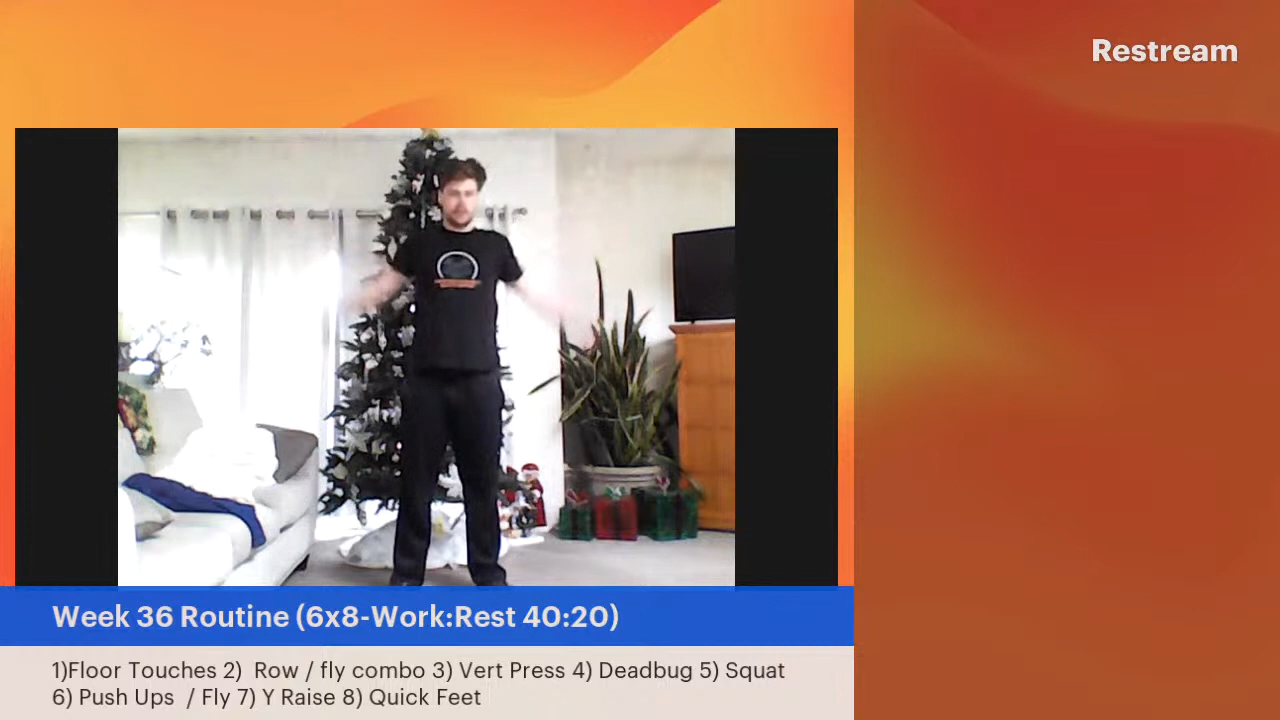 Restream
Week 36 Routine (6x8-Work:Rest 40:20)
1)Floor Touches 2)  Row / fly combo 3) Vert Press 4) Deadbug 5) Squat
6) Push Ups  / Fly 7) Y Raise 8) Quick Feet